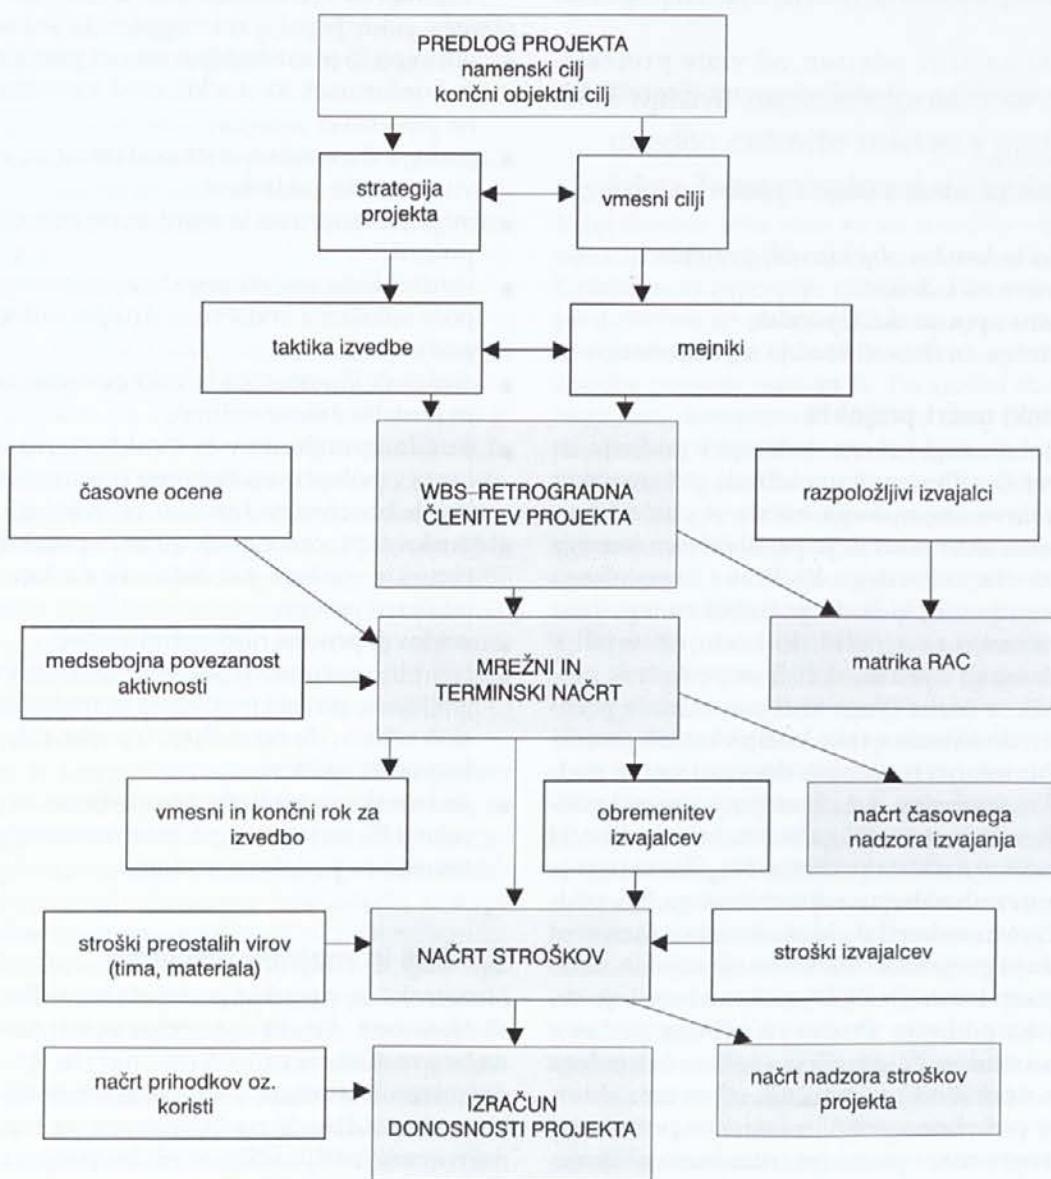 PREDLOG PROJEKTA
namenski cilj
končni objektni cilj
strategija
projekta
vmesni cilji
taktika izvedbe
mejniki
časovne ocene
WBS–RETROGRADNA
ČLENITEV PROJEKTA
razpoložljivi izvajalci
medsebojna povezanost
aktivnosti
MREŽNI IN
TERMINSKI NAČRT
matrika RAC
vmesni in končni rok za
izvedbo
obremenitev
izvajalcev
načrt časovnega
nadzora izvajanja
stroški preostalih virov
(tima, materiala)
NAČRT STROŠKOV
stroški izvajalcev
načrt prihodkov oz.
koristi
IZRAČUN
DONOSNOSTI PROJEKTA
načrt nadzora stroškov
projekta